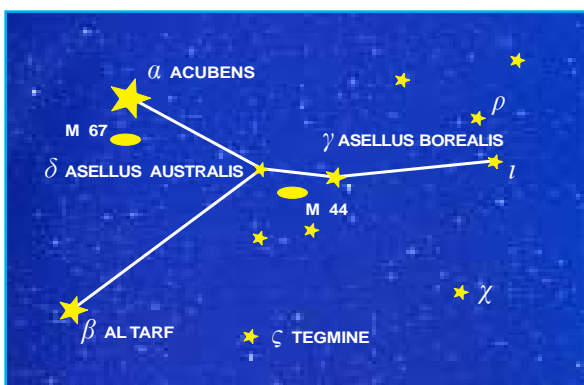 α ACUBENS
M 67
ρ
γ ASELLUS BOREALIS
δ ASELLUS AUSTRALIS
ι
M 44
χ
β AL TARF
ς TEGMINE